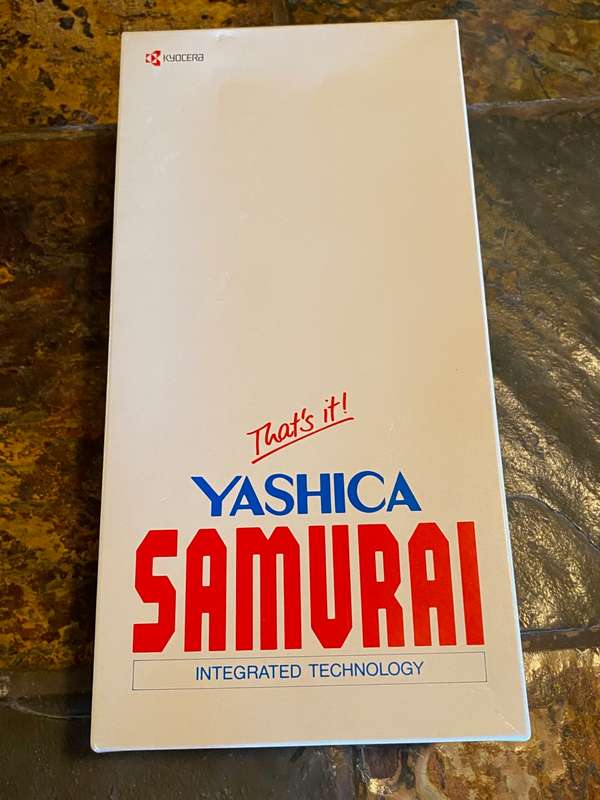 KYOCERA
That's it!
YASHICA
SAMURAI
INTEGRATED TECHNOLOGY